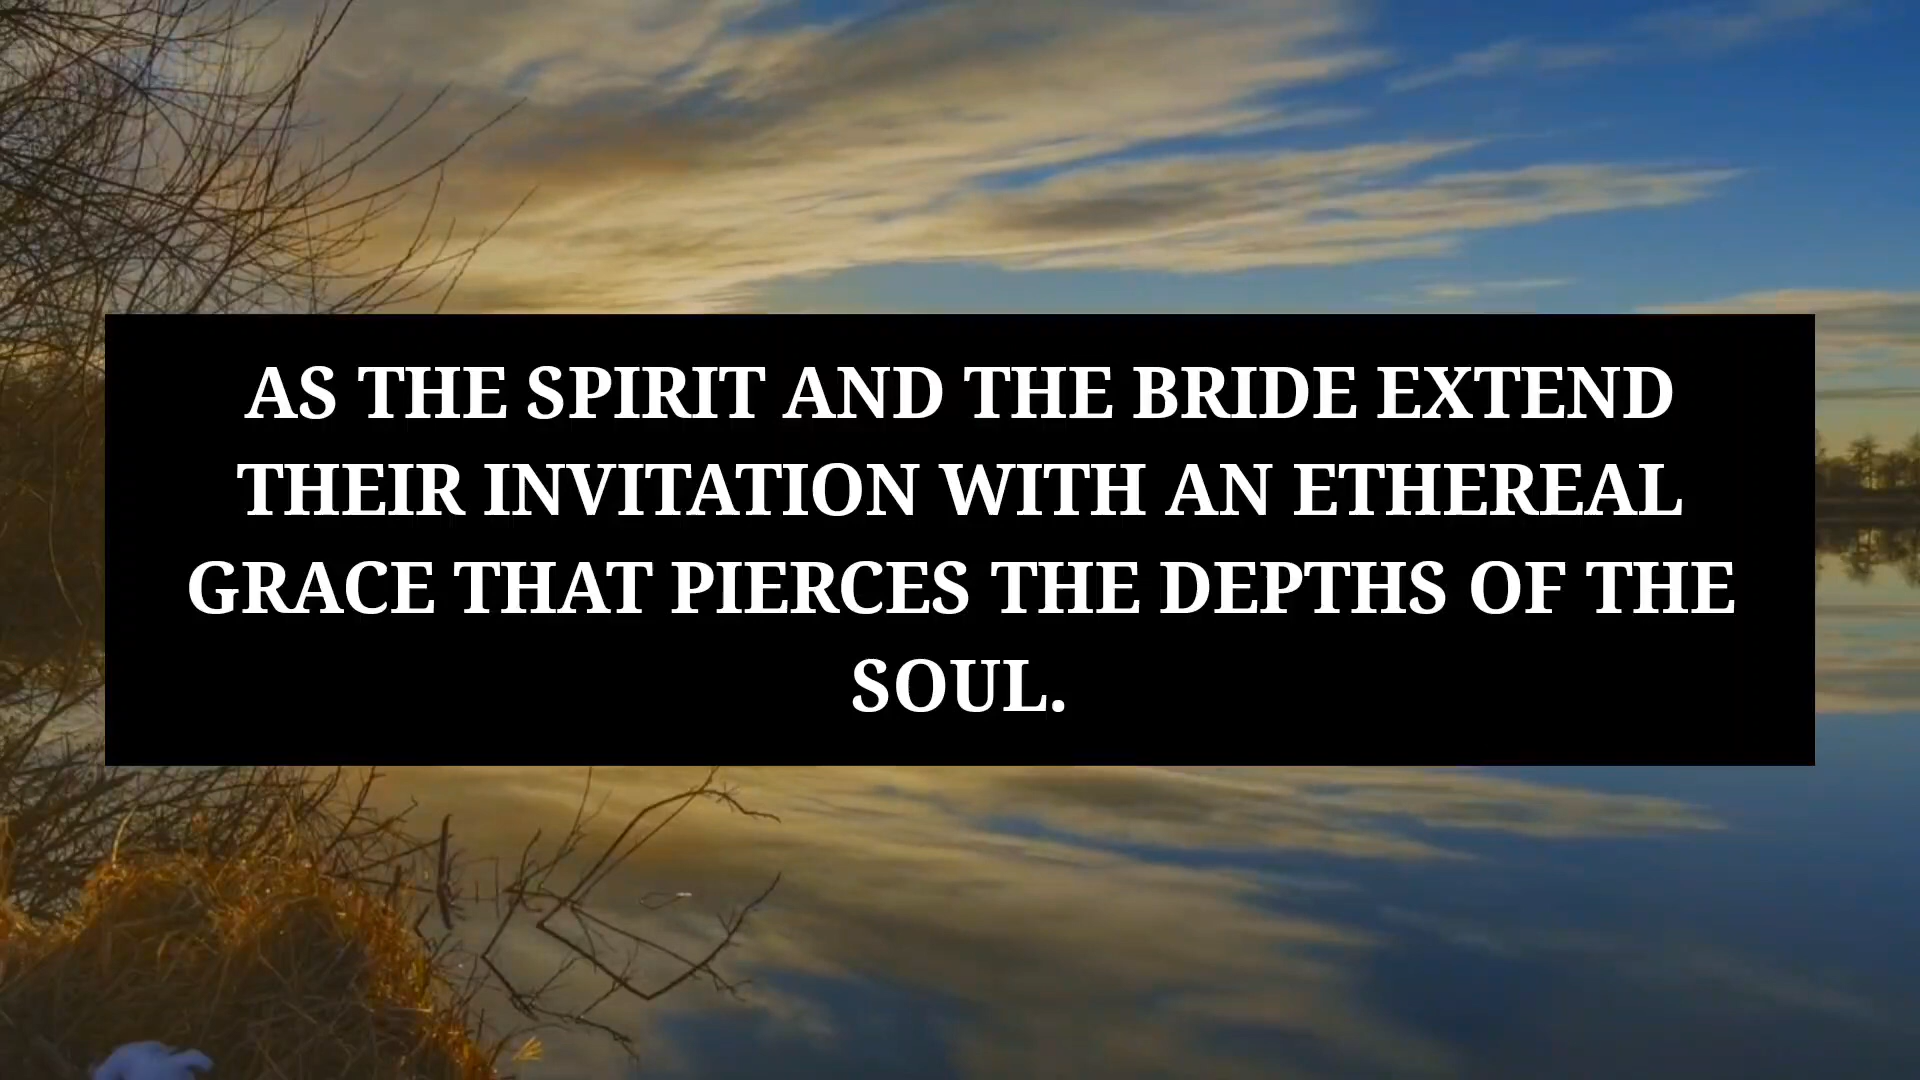 AS THE SPIRIT AND THE BRIDE EXTEND
THEIR INVITATION WITH AN ETHEREAL
GRACE THAT PIERCES THE DEPTHS OF THE
SOUL.